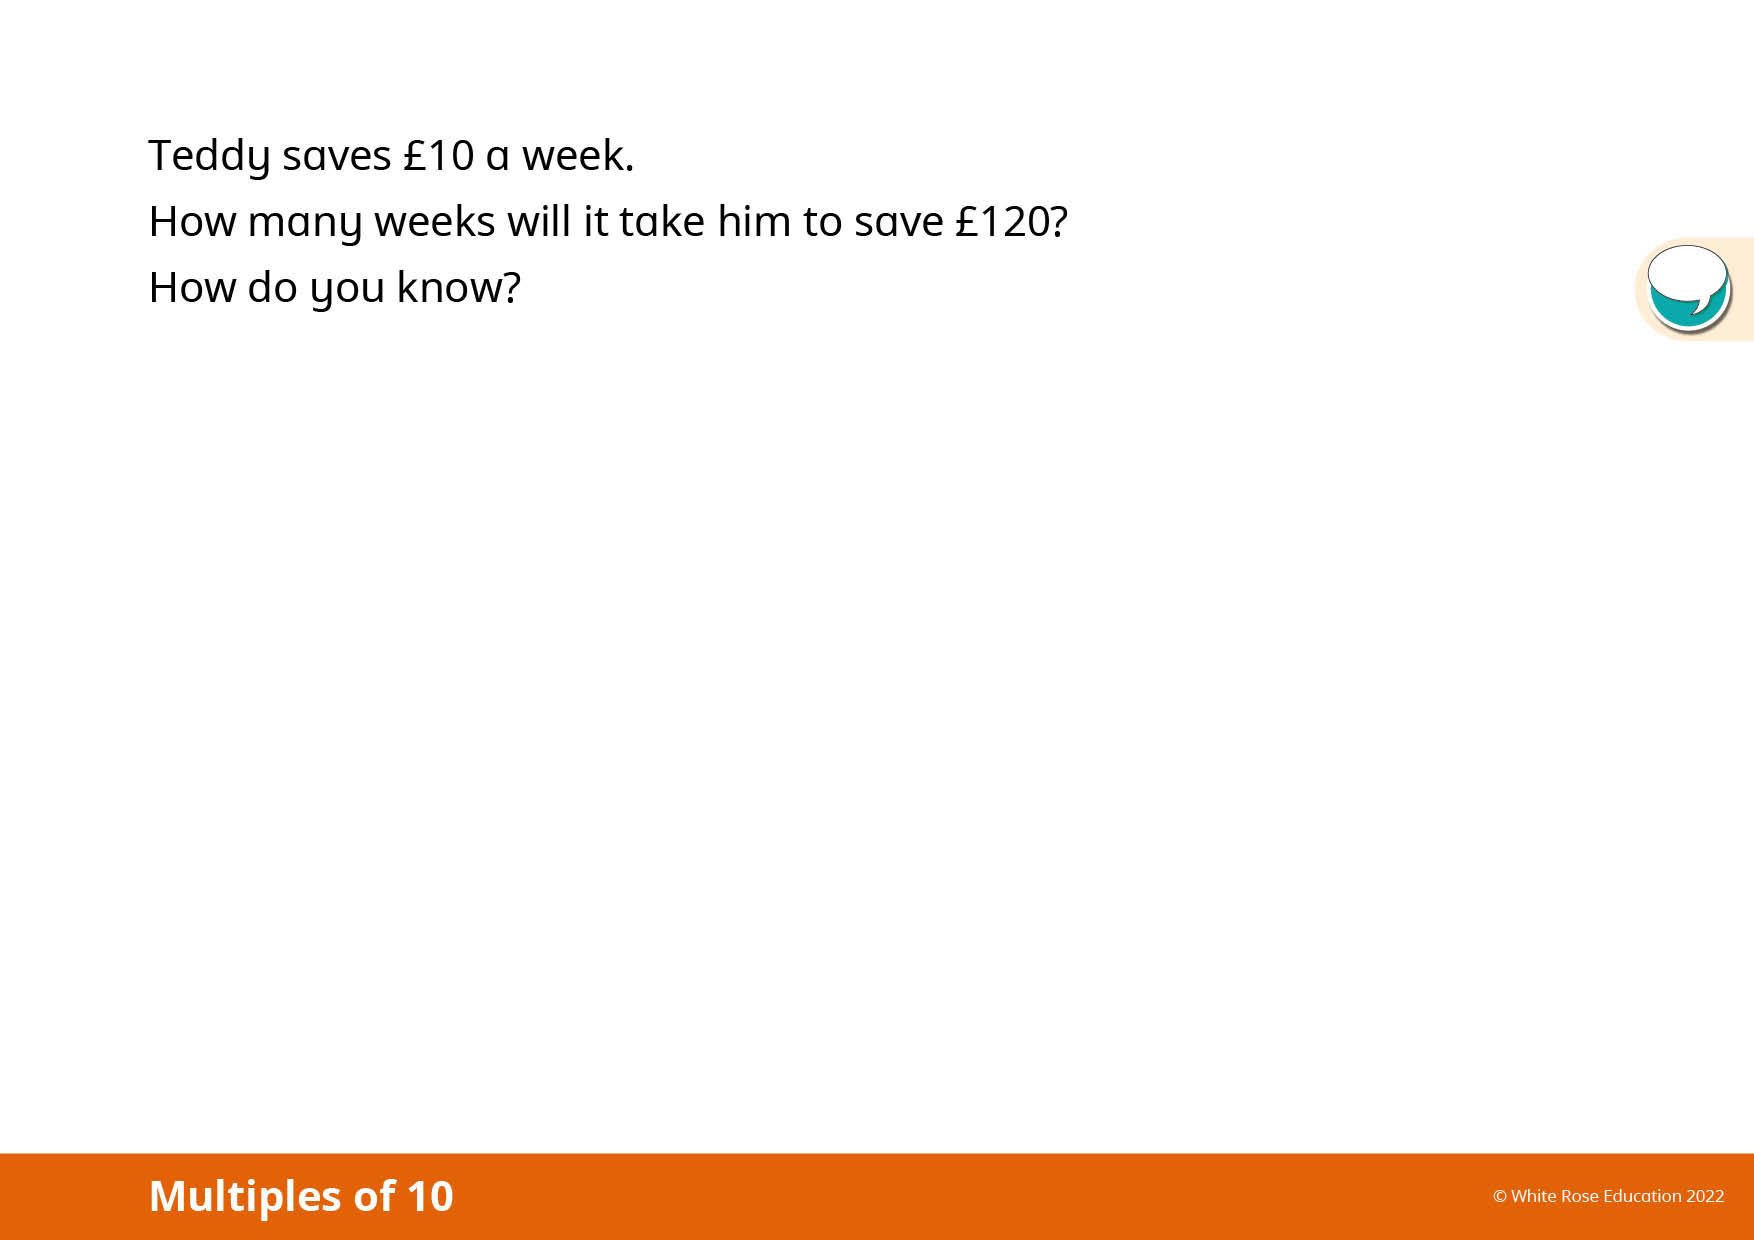 Teddy saves £10 a week.
How many weeks will it take him to save £120?
How do you know?
Multiples of 10
© White Rose Education 2022